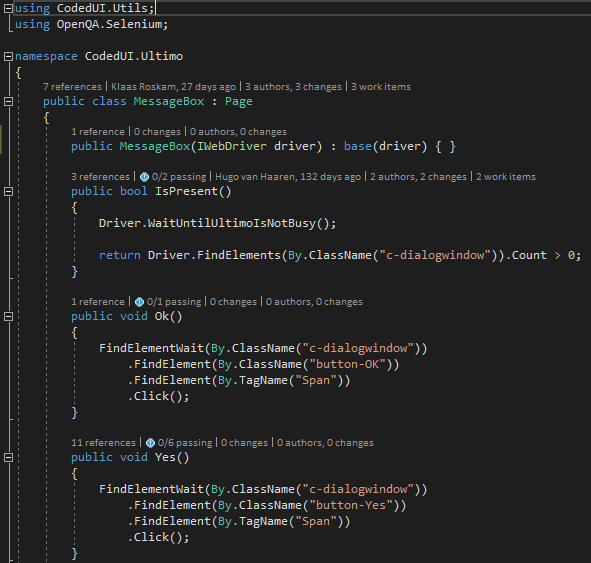 using CodedUI.Utils;
using OpenQA.Selenium;
namespace CodedUI.Ultimo
{
7 references | Klaas Roskam, 27 days ago | 3 authors, 3 changes | 3 work items
public class MessageBox : Page
{
1 reference | 0 changes | 0 authors, 0 changes
public MessageBox(IWebDriver driver) : base(driver) { }
3 references | 0/2 passing | Hugo van Haaren, 132 days ago | 2 authors, 2 changes | 2 work items
public bool IsPresent()
{
Driver.WaitUntilUltimoIsNotBusy();
return Driver.FindElements(By.ClassName("c-dialogwindow")).Count > 0;
}
1 reference | 0/1 passing | 0 changes | 0 authors, 0 changes
public void Ok()
{
FindElementWait(By.ClassName("c-dialogwindow"))
.FindElement(By.ClassName("button-OK"))
.FindElement(By.TagName("Span"))
.Click();
}
11 references | 0/6 passing | 0 changes | 0 authors, 0 changes
public void Yes()
{
FindElementWait(By.ClassName("c-dialogwindow"))
.FindElement(By.ClassName("button-Yes"))
.FindElement(By.TagName("Span"))
.Click();
}